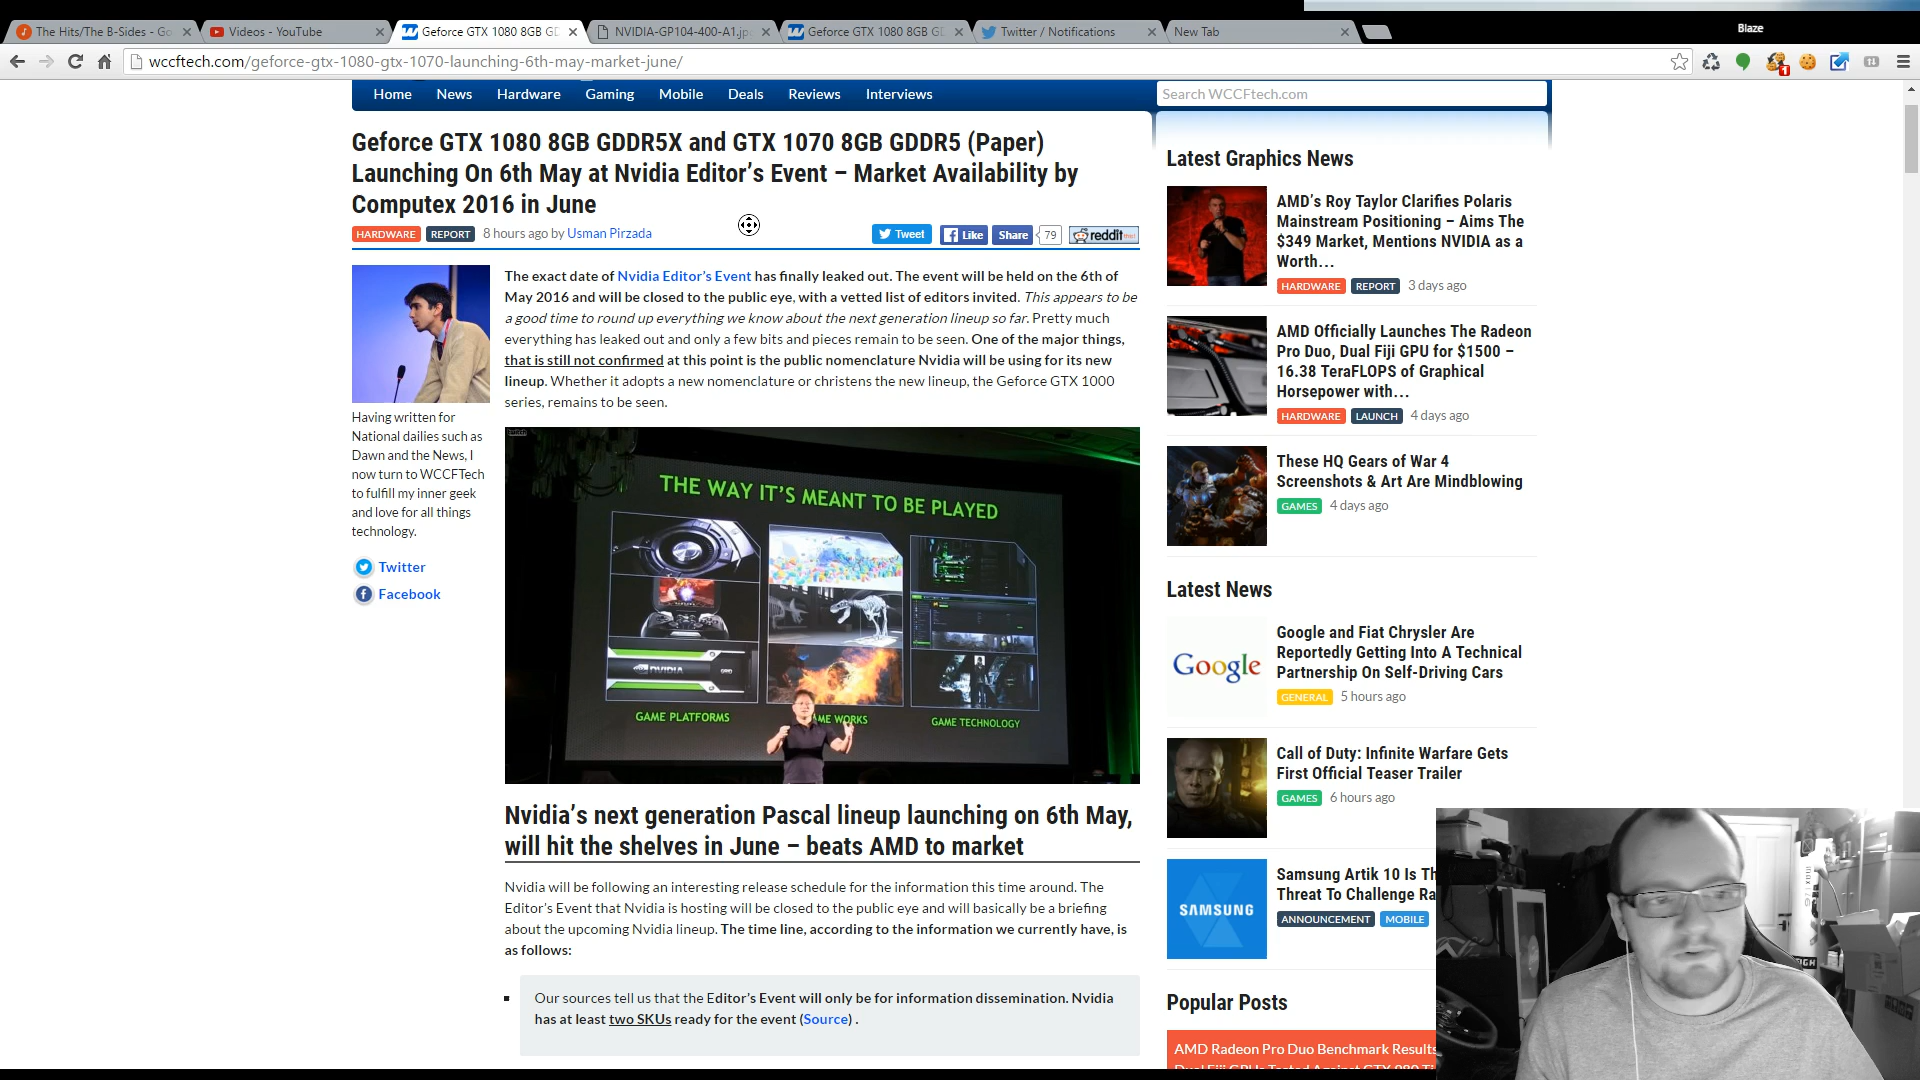 The Hits/The B-Sides - Go
Videos - YouTube
Geforce GTX 1080 8GB GD
NVIDIA-GP104-400-A1.jp
Geforce GTX 1080 8GB GD
Twitter / Notifications
New Tab
Blaze
wccftech.com/geforce-gtx-1080-gtx-1070-launching-6th-may-market-june/
1
Home
News
Hardware
Gaming
Mobile
Deals
Reviews
Interviews
Search WCCFtech.com
Geforce GTX 1080 8GB GDDR5X and GTX 1070 8GB GDDR5 (Paper)
Launching On 6th May at Nvidia Editor’s Event – Market Availability by
Computex 2016 in June
HARDWARE REPORT 8 hours ago by Usman Pirzada
Tweet
Like
Share
79
reddit
Having written for
National dailies such as
Dawn and the News, I
now turn to WCCFTech
to fulfill my inner geek
and love for all things
technology.
Twitter
Facebook
The exact date of Nvidia Editor’s Event has finally leaked out. The event will be held on the 6th of
May 2016 and will be closed to the public eye, with a vetted list of editors invited. This appears to be
a good time to round up everything we know about the next generation lineup so far. Pretty much
everything has leaked out and only a few bits and pieces remain to be seen. One of the major things,
that is still not confirmed at this point is the public nomenclature Nvidia will be using for its new
lineup. Whether it adopts a new nomenclature or christens the new lineup, the Geforce GTX 1000
series, remains to be seen.
twitch
THE WAY IT'S MEANT TO BE PLAYED
NVIDIA
GRID
GAME PLATFORMS
AME WORKS
GAME TECHNOLOGY
Nvidia’s next generation Pascal lineup launching on 6th May,
will hit the shelves in June – beats AMD to market
Nvidia will be following an interesting release schedule for the information this time around. The
Editor’s Event that Nvidia is hosting will be closed to the public eye and will basically be a briefing
about the upcoming Nvidia lineup. The time line, according to the information we currently have, is
as follows:
Our sources tell us that the Editor’s Event will only be for information dissemination. Nvidia
has at least two SKUs ready for the event (Source) .
Latest Graphics News
AMD’s Roy Taylor Clarifies Polaris
Mainstream Positioning – Aims The
$349 Market, Mentions NVIDIA as a
Worth…
HARDWARE REPORT 3 days ago
AMD Officially Launches The Radeon
Pro Duo, Dual Fiji GPU for $1500 –
16.38 TeraFLOPS of Graphical
Horsepower with…
HARDWARE LAUNCH 4 days ago
These HQ Gears of War 4
Screenshots & Art Are Mindblowing
GAMES 4 days ago
Latest News
Google
Google and Fiat Chrysler Are
Reportedly Getting Into A Technical
Partnership On Self-Driving Cars
GENERAL 5 hours ago
Call of Duty: Infinite Warfare Gets
First Official Teaser Trailer
GAMES 6 hours ago
SAMSUNG
Samsung Artik 10 Is Th
Threat To Challenge Ra
ANNOUNCEMENT MOBILE
Popular Posts
AMD Radeon Pro Duo Benchmark Results